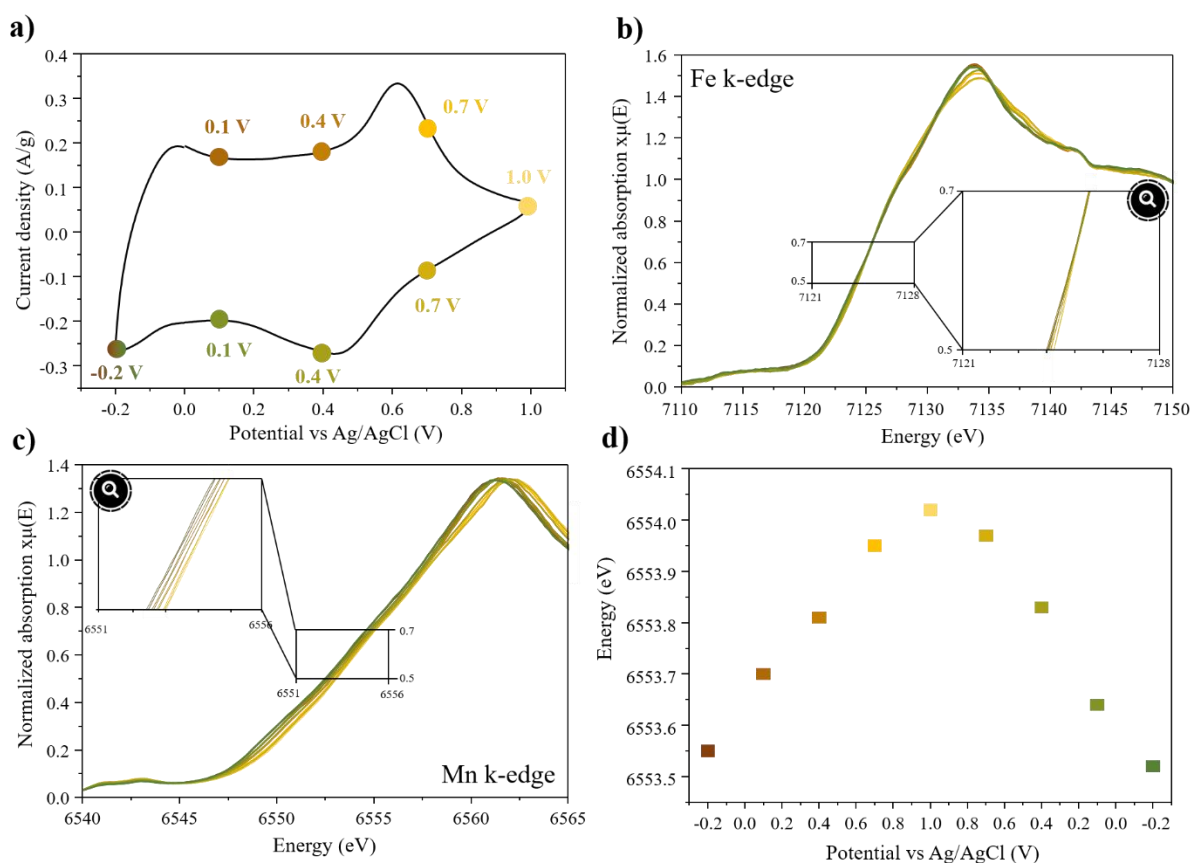 a)
0.4
0.3
0.2
0.1
0.0
-0.1
-0.2
-0.3
Current density (A/g)
0.1 V
0.4 V
0.7 V
1.0 V
0.7 V
0.4 V
0.1 V
-0.2 V
-0.2 0.0 0.2 0.4 0.6 0.8 1.0
Potential vs Ag/AgCl (V)
b)
Fe k-edge
1.6
1.4
1.2
1.0
0.8
0.6
0.4
0.2
0.0
Normalized absorption xμ(E)
0.7
0.5
7121 7128
0.7
0.5
7121 7128
7110 7115 7120 7125 7130 7135 7140 7145 7150
Energy (eV)
c)
1.4
1.2
1.0
0.8
0.6
0.4
0.2
0.0
Normalized absorption xμ(E)
6551 6556
0.7
0.5
6551 6556
Mn k-edge
6540 6545 6550 6555 6560 6565
Energy (eV)
d)
6554.1
6554.0
6553.9
6553.8
6553.7
6553.6
6553.5
Energy (eV)
-0.2 0.0 0.2 0.4 0.6 0.8 1.0 0.8 0.6 0.4 0.2 0.0 -0.2
Potential vs Ag/AgCl (V)